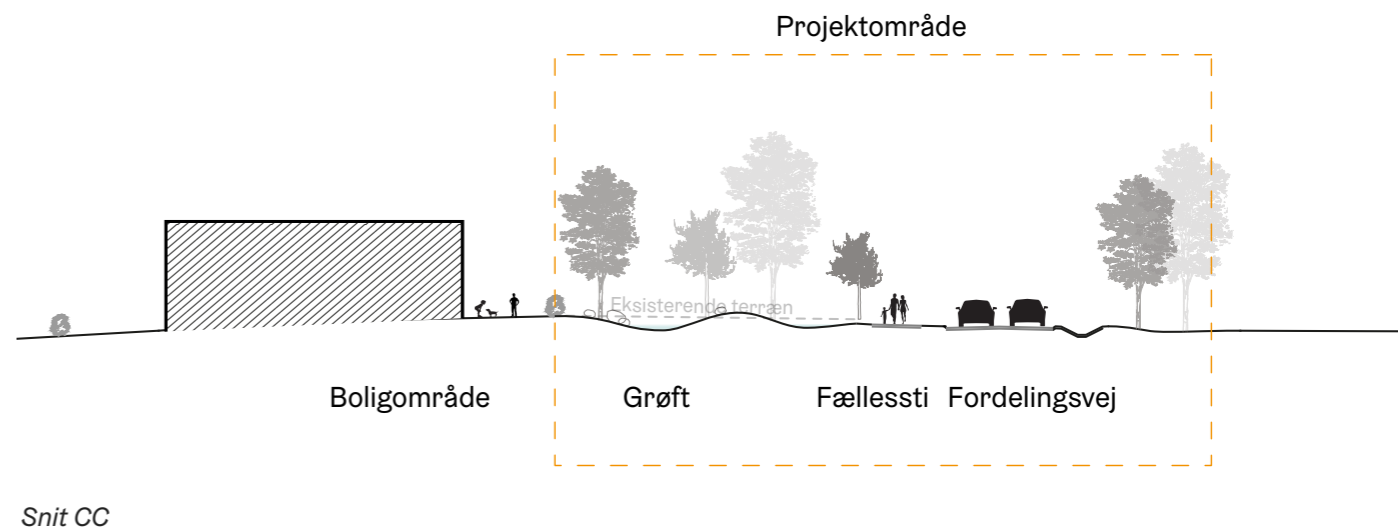 Projektområde
Eksisterende terræn
Boligområde
Grøft
Fællessti
Fordelingsvej
Snit CC